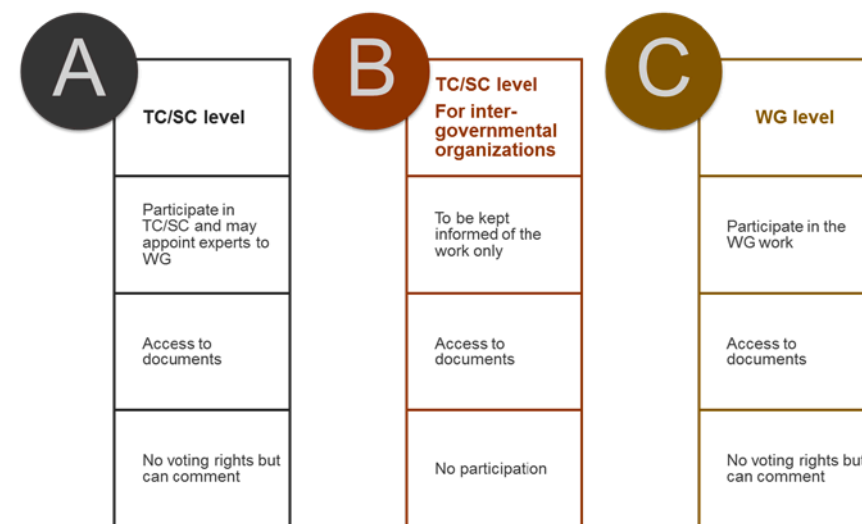 A
TC/SC level
Participate in
TC/SC and may
appoint experts to
WG
Access to
documents
No voting rights but
can comment
B
TC/SC level
For inter-
governmental
organizations
To be kept
informed of the
work only
Access to
documents
No participation
C
WG level
Participate in the
WG work
Access to
documents
No voting rights but
can comment